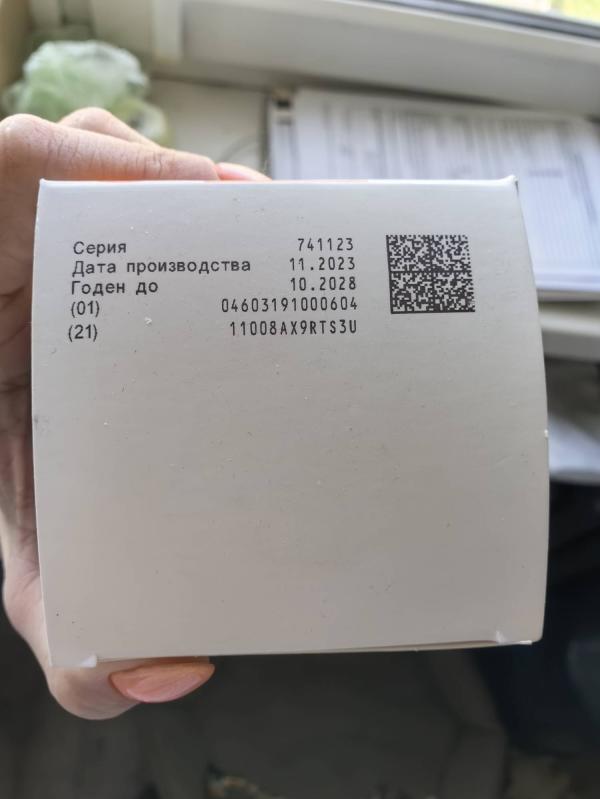 Серия 741123
Дата производства 11.2023
Годен до 10.2028
(01) 04603191000604
(21) 11008AX9RTS3U